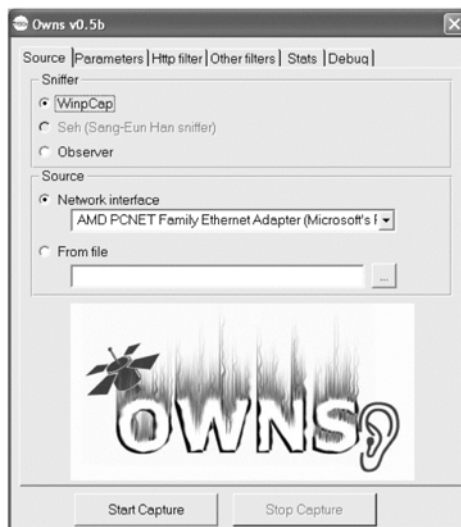 Owns v0.5b
Source Parameters Http filter Other filters Stats Debug
Sniffer
WinpCap
Seh (Sang-Eun Han sniffer)
Observer
Source
Network interface
AMD PCNET Family Ethernet Adapter (Microsoft's
From file
...
OWNS
Start Capture Stop Capture